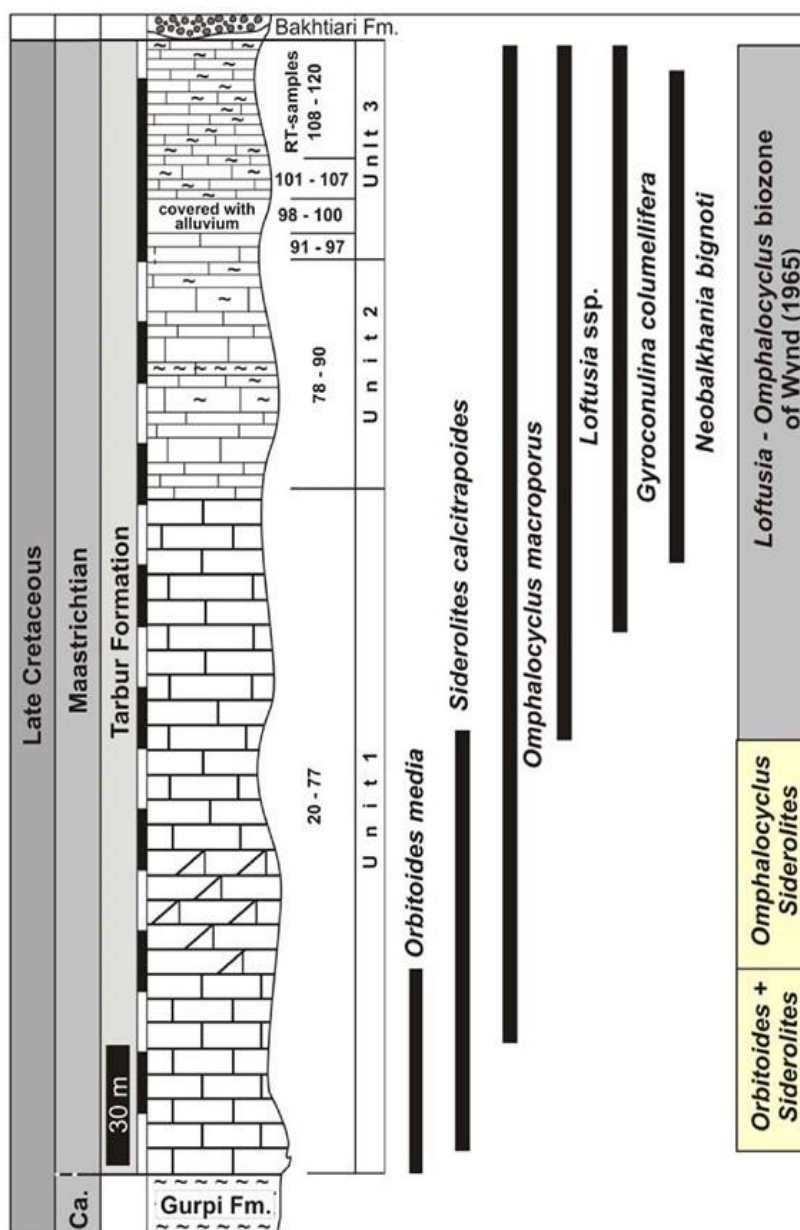 Bakhtiari Fm.
Late Cretaceous
Maastrichtian
Ca.
Tarbur Formation
30 m
covered with
alluvium
Gurpi Fm.
RT-samples
108 - 120
101 - 107
98 - 100
91 - 97
78 - 90
20 - 77
UnIt 3
Unit 2
Unit 1
Orbitoides media
Siderolites calcitrapoides
Omphalocyclus macroporus
Loftusia ssp.
Gyroconulina columellifera
Neobalkhania bignoti
Loftusia - Omphalocyclus biozone
of Wynd (1965)
Omphalocyclus
Siderolites
Orbitoides +
Siderolites